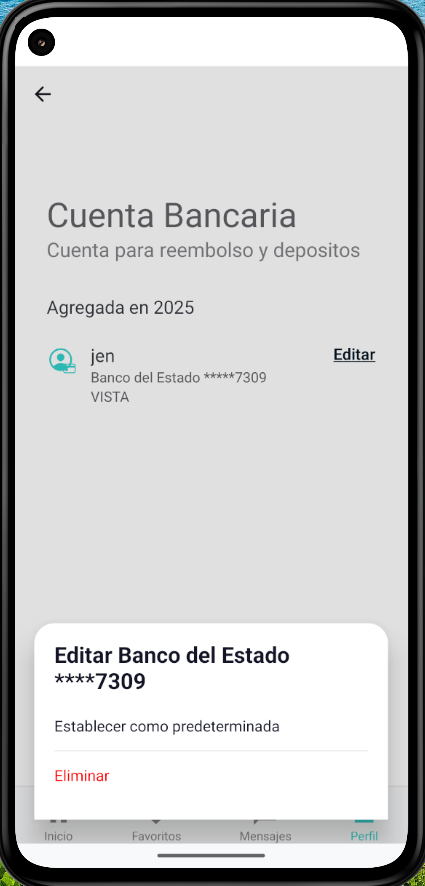 Cuenta Bancaria
Cuenta para reembolso y depositos
Agregada en 2025
jen
Editar
Banco del Estado *****7309
VISTA
Editar Banco del Estado
****7309
Establecer como predeterminada
Eliminar
Inicio
Favoritos
Mensajes
Perfil